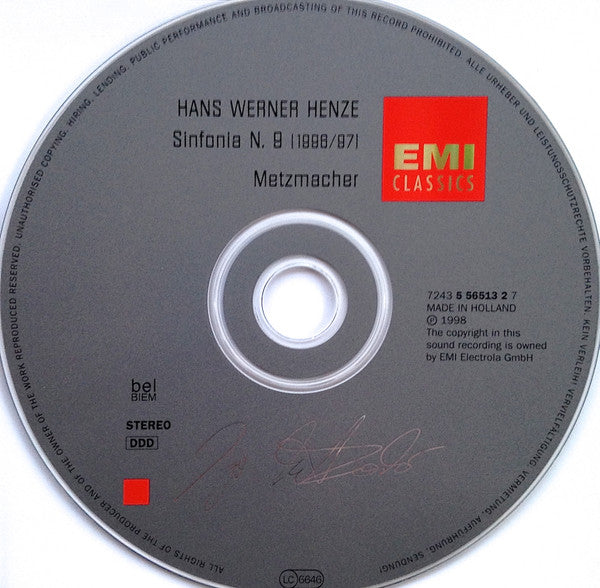 HANS WERNER HENZE
Sinfonia N. 9 (1996/97)
Metzmacher
EMI
CLASSICS
7243 5 56513 2 7
MADE IN HOLLAND
℗ 1998
The copyright in this
sound recording is owned
by EMI Electrola GmbH
bel
BIEM
STEREO
DDD
LC 6646
ALL RIGHTS OF THE PRODUCER AND OF THE OWNER OF THE WORK REPRODUCED RESERVED. UNAUTHORISED COPYING, HIRING, LENDING, PUBLIC PERFORMANCE AND BROADCASTING OF THIS RECORD PROHIBITED. ALLE URHEBER UND LEISTUNGSSCHUTZRECHTE VORBEHALTEN. KEIN VERLEIH! VERVIELFÄLTIGUNG, VERMIETUNG, AUFFÜHRUNG, SENDUNG!